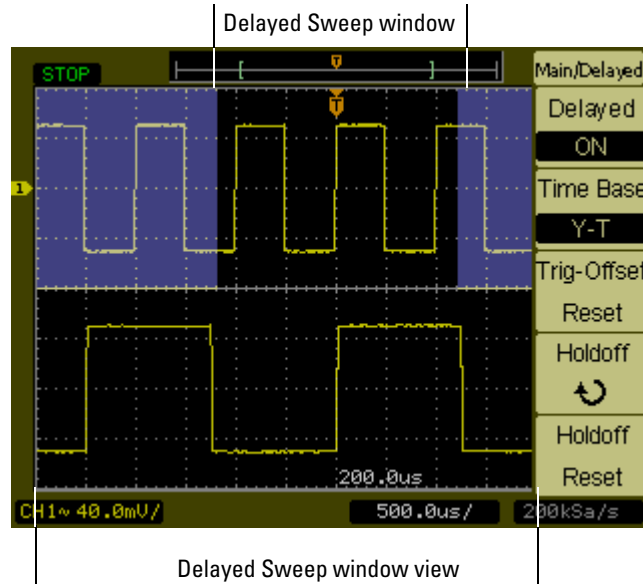 Delayed Sweep window
STOP
T
Main/Delayed
T
Delayed
ON
1
Time Base
Y-T
Trig-Offset
Reset
Holdoff
Holdoff
Reset
200.0us
CH1~ 40.0mV/
500.0us/
200kSa/s
Delayed Sweep window view